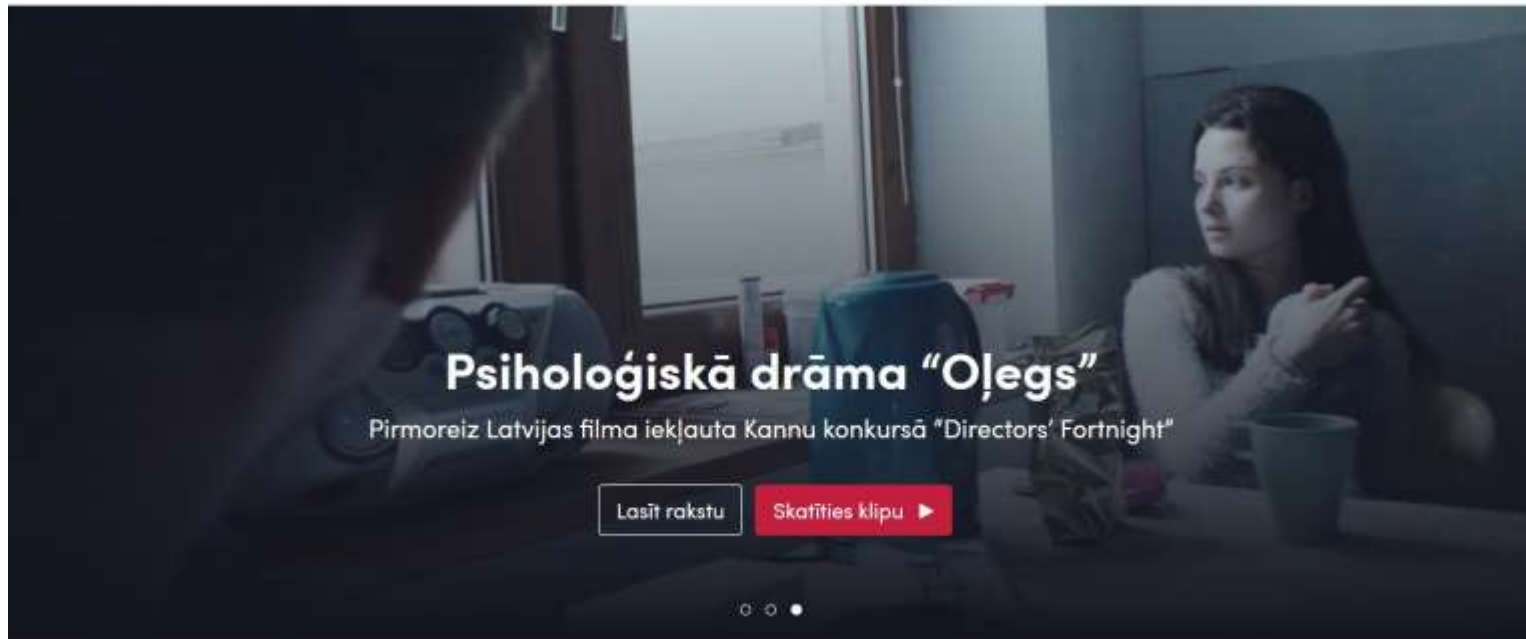 Psiholoģiskā drāma “Oļegs”
Pirmoreiz Latvijas filma iekļauta Kannu konkursā “Directors’ Fortnight”
Lasīt rakstu
Skatīties klipu